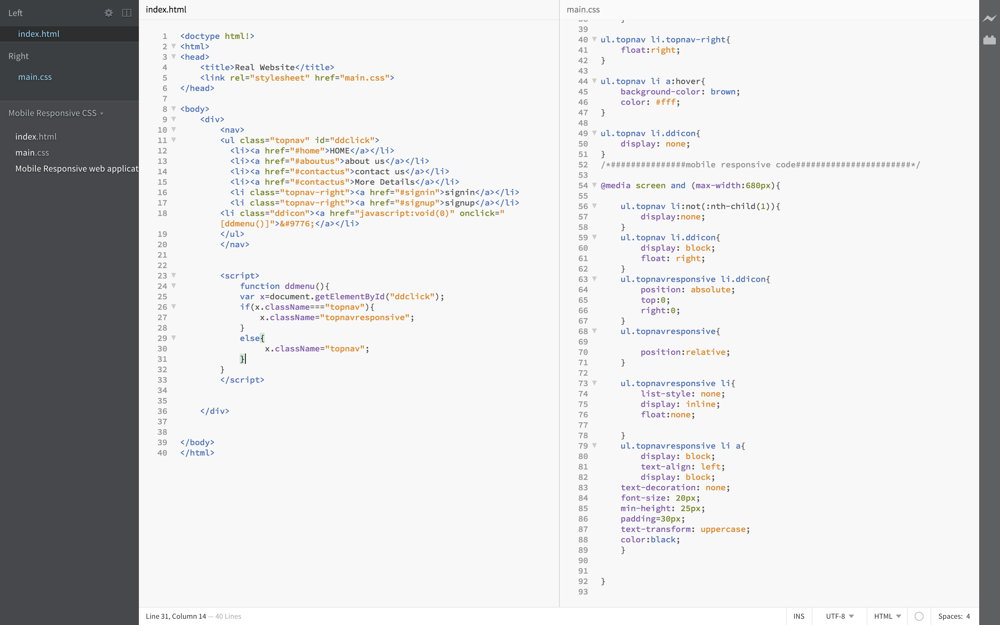 Left
index.html
Right
main.css
Mobile Responsive CSS
index.html
main.css
Mobile Responsive web applicat
index.html
1 <doctype html!>
2 <html>
3 <head>
4 <title>Real Website</title>
5 <link rel="stylesheet" href="main.css">
6 </head>
7
8 <body>
9 <div>
10 <nav>
11 <ul class="topnav" id="ddclick">
12 <li><a href="#home">HOME</a></li>
13 <li><a href="#aboutus">about us</a></li>
14 <li><a href="#contactus">contact us</a></li>
15 <li><a href="#contactus">More Details</a></li>
16 <li class="topnav-right"><a href="#signin">signin</a></li>
17 <li class="topnav-right"><a href="#signup">signup</a></li>
18 <li class="ddicon"><a href="javascript:void(0)" onclick="
[ddmenu()]">&#9776;</a></li>
19 </ul>
20 </nav>
21
22
23 <script>
24 function ddmenu(){
25 var x=document.getElementById("ddclick");
26 if(x.className==="topnav"){
27 x.className="topnavresponsive";
28 }
29 else{
30 x.className="topnav";
31 }
32 }
33 </script>
34
35
36 </div>
37
38
39 </body>
40 </html>
main.css
38 }
39
40 ul.topnav li.topnav-right{
41 float:right;
42 }
43
44 ul.topnav li a:hover{
45 background-color: brown;
46 color: #fff;
47 }
48
49 ul.topnav li.ddicon{
50 display: none;
51 }
52 /*###############mobile responsive code#######################*/
53
54 @media screen and (max-width:680px){
55
56 ul.topnav li:not(:nth-child(1)){
57 display:none;
58 }
59 ul.topnav li.ddicon{
60 display: block;
61 float: right;
62 }
63 ul.topnavresponsive li.ddicon{
64 position: absolute;
65 top:0;
66 right:0;
67 }
68 ul.topnavresponsive{
69
70 position:relative;
71 }
72
73 ul.topnavresponsive li{
74 list-style: none;
75 display: inline;
76 float:none;
77
78 }
79 ul.topnavresponsive li a{
80 display: block;
81 text-align: left;
82 display: block;
83 text-decoration: none;
84 font-size: 20px;
85 min-height: 25px;
86 padding=30px;
87 text-transform: uppercase;
88 color:black;
89 }
90
91
92 }
93
Line 31, Column 14 — 40 Lines
INS
UTF-8
HTML
Spaces: 4